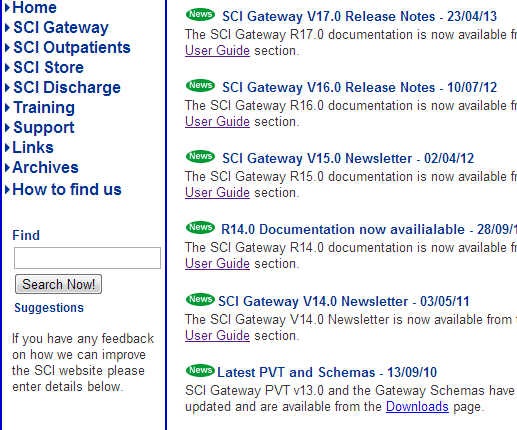 Home
SCI Gateway
SCI Outpatients
SCI Store
SCI Discharge
Training
Support
Links
Archives
How to find us
Find
Search Now!
Suggestions
If you have any feedback
on how we can improve
the SCI website please
enter details below.
News SCI Gateway V17.0 Release Notes - 23/04/13
The SCI Gateway R17.0 documentation is now available f
User Guide section.
News SCI Gateway V16.0 Release Notes - 10/07/12
The SCI Gateway R16.0 documentation is now available f
User Guide section.
News SCI Gateway V15.0 Newsletter - 02/04/12
The SCI Gateway R15.0 documentation is now available f
User Guide section.
News R14.0 Documentation now availialable - 28/09/1
The SCI Gateway R14.0 documentation is now available f
User Guide section.
News SCI Gateway V14.0 Newsletter - 03/05/11
The SCI Gateway V14.0 Newsletter is now available from
User Guide section.
News Latest PVT and Schemas - 13/09/10
SCI Gateway PVT v13.0 and the Gateway Schemas have
updated and are available from the Downloads page.